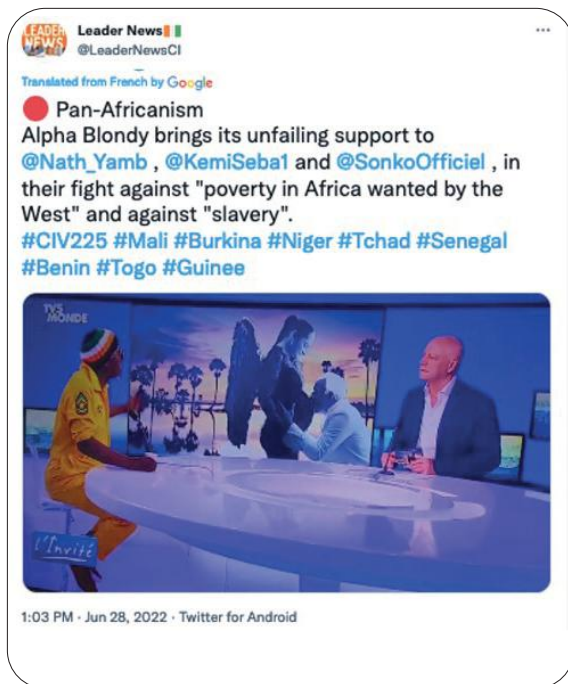 LEADER
NEWS
Leader News
@LeaderNewsCI
Translated from French by Google
Pan-Africanism
Alpha Blondy brings its unfailing support to
@Nath_Yamb , @KemiSeba1 and @SonkoOfficiel , in
their fight against "poverty in Africa wanted by the
West" and against "slavery".
#CIV225 #Mali #Burkina #Niger #Tchad #Senegal
#Benin #Togo #Guinee
TV5
MONDE
l'Invité
1:03 PM · Jun 28, 2022 · Twitter for Android